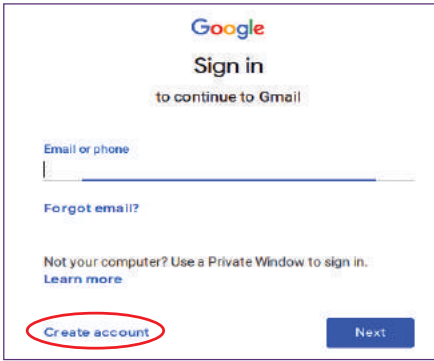 Google
Sign in
to continue to Gmail
Email or phone
Forgot email?
Not your computer? Use a Private Window to sign in.
Learn more
Create account
Next